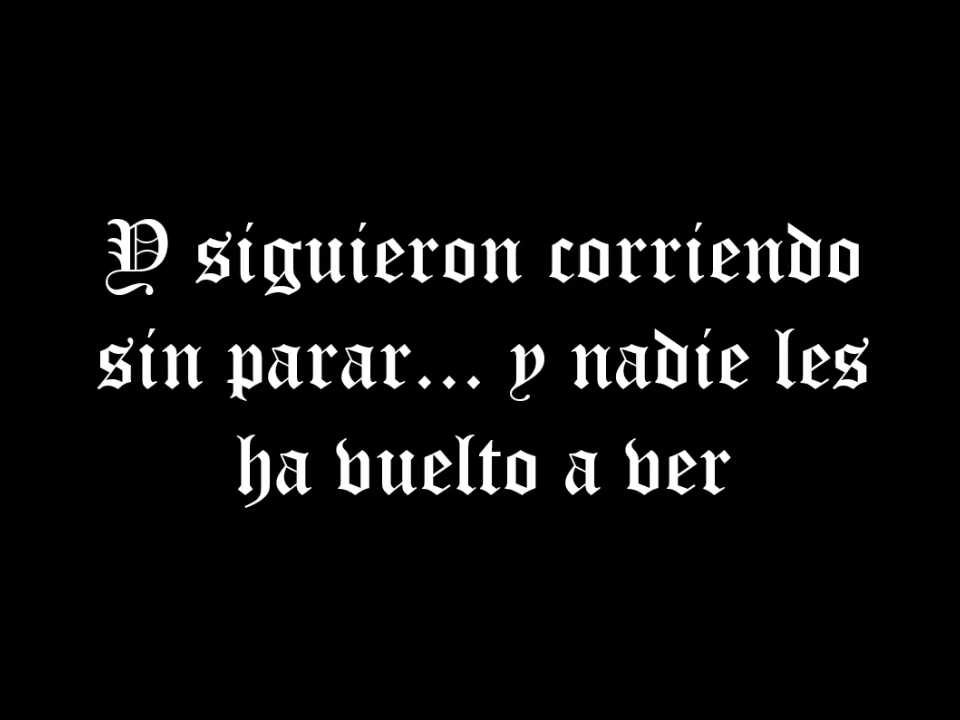 Y siguieron corriendo
sin parar... y nadie les
ha vuelto a ver